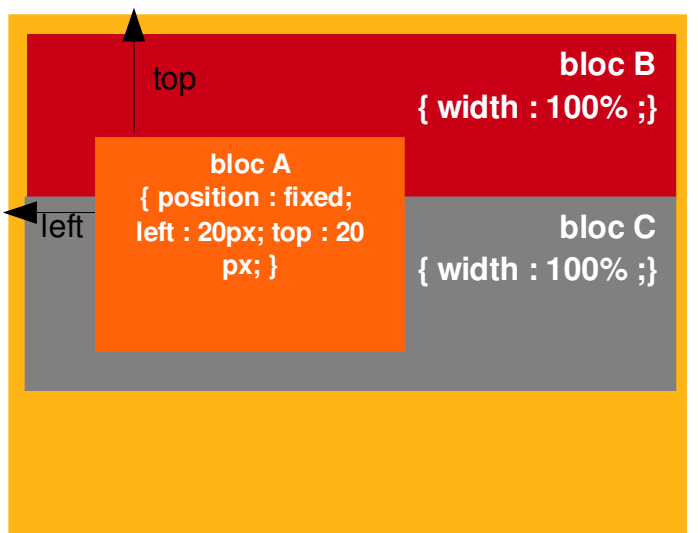 top
bloc B
{ width : 100% ;}
bloc A
{ position : fixed;
left : 20px; top : 20
px; }
left
bloc C
{ width : 100% ;}